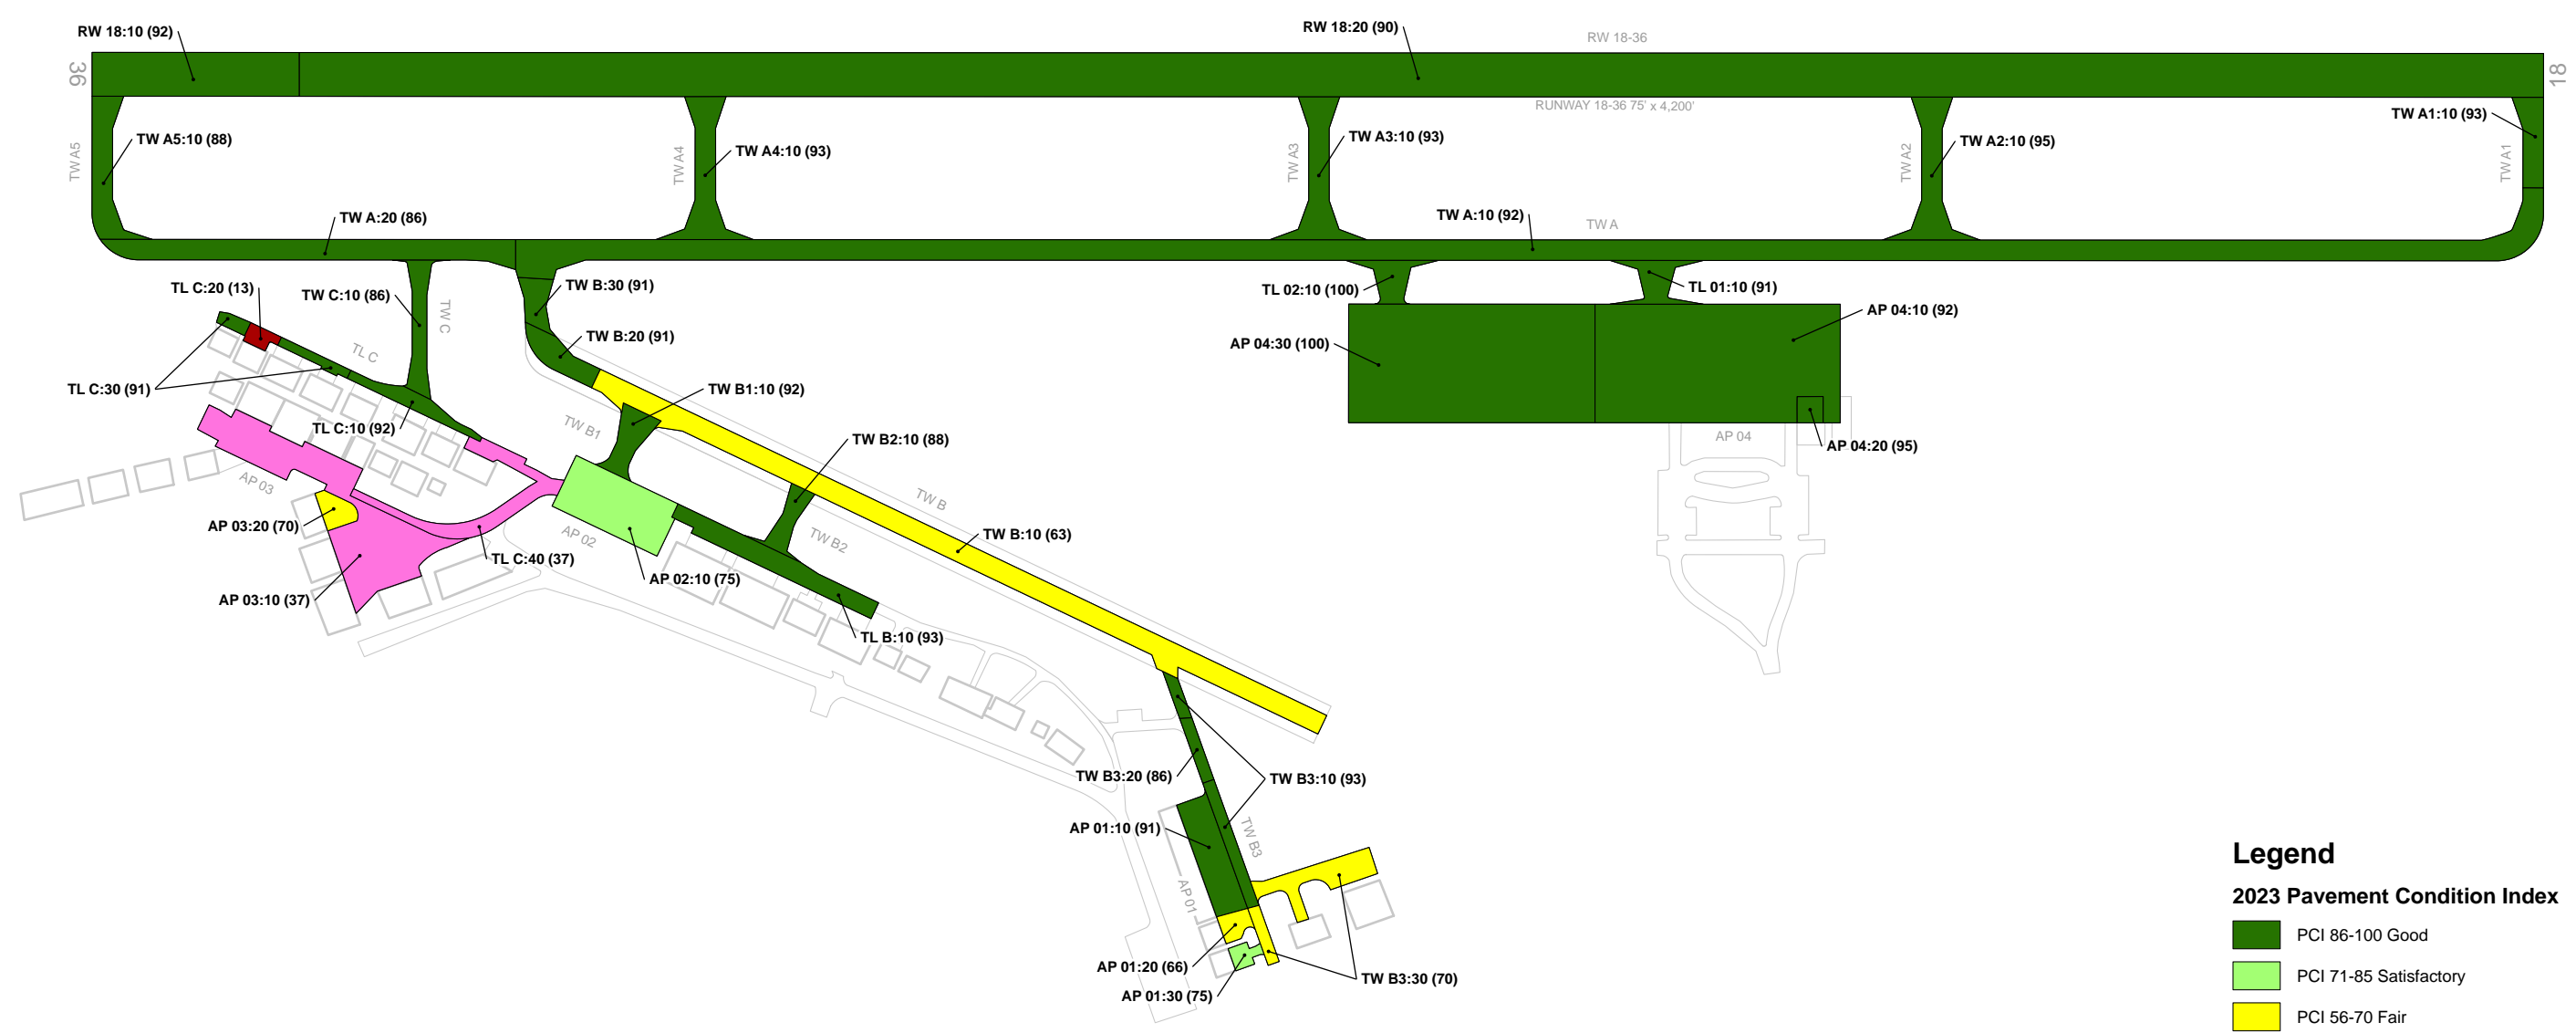 RW 18:10 (92)
RW 18:20 (90)
RW 18-36
36
18
RUNWAY 18-36 75' x 4,200'
TW A1:10 (93)
TW A5:10 (88)
TW A4:10 (93)
TW A3:10 (93)
TW A2:10 (95)
TW A5
TW A4
TW A3
TW A2
TW A1
TW A:20 (86)
TW A:10 (92)
TW A
TL C:20 (13)
TW C:10 (86)
TW C
TW B:30 (91)
TL 02:10 (100)
TL 01:10 (91)
AP 04:10 (92)
TW B:20 (91)
AP 04:30 (100)
TL C
TL C:30 (91)
TW B1:10 (92)
TL C:10 (92)
TW B1
TW B2:10 (88)
AP 04
AP 04:20 (95)
AP 03
TW B
AP 03:20 (70)
AP 02
TW B2
TW B:10 (63)
TL C:40 (37)
AP 02:10 (75)
AP 03:10 (37)
TL B:10 (93)
TW B3:20 (86)
TW B3:10 (93)
AP 01:10 (91)
TW B3
AP 01
AP 01:20 (66)
TW B3:30 (70)
AP 01:30 (75)
Legend
2023 Pavement Condition Index
PCI 86-100 Good
PCI 71-85 Satisfactory
PCI 56-70 Fair